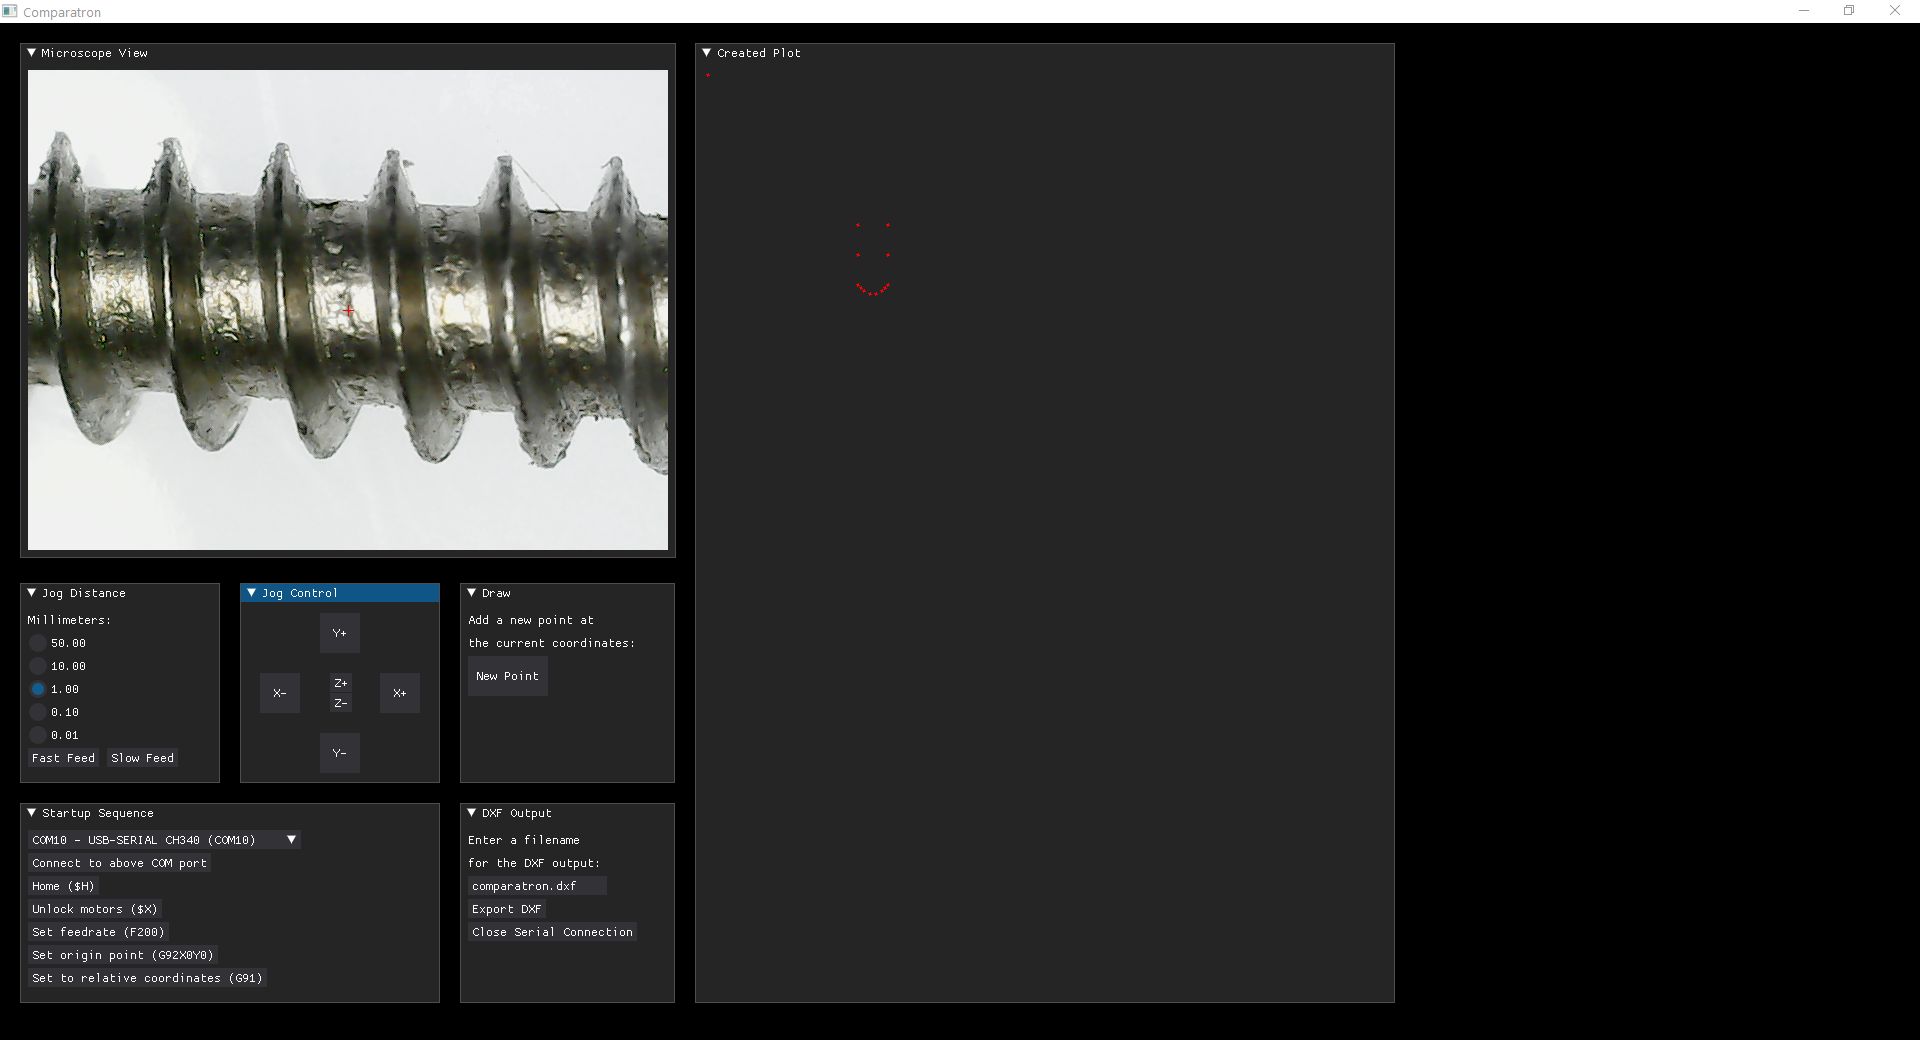 Comparatron
Microscope View
Created Plot
Jog Distance
Millimeters:
50.00
10.00
1.00
0.10
0.01
Fast Feed Slow Feed
Jog Control
Y+
X- Z+ X+
Z-
Y-
Draw
Add a new point at
the current coordinates:
New Point
Startup Sequence
COM10 - USB-SERIAL CH340 (COM10)
Connect to above COM port
Home ($H)
Unlock motors ($X)
Set feedrate (F200)
Set origin point (G92X0Y0)
Set to relative coordinates (G91)
DXF Output
Enter a filename
for the DXF output:
comparatron.dxf
Export DXF
Close Serial Connection